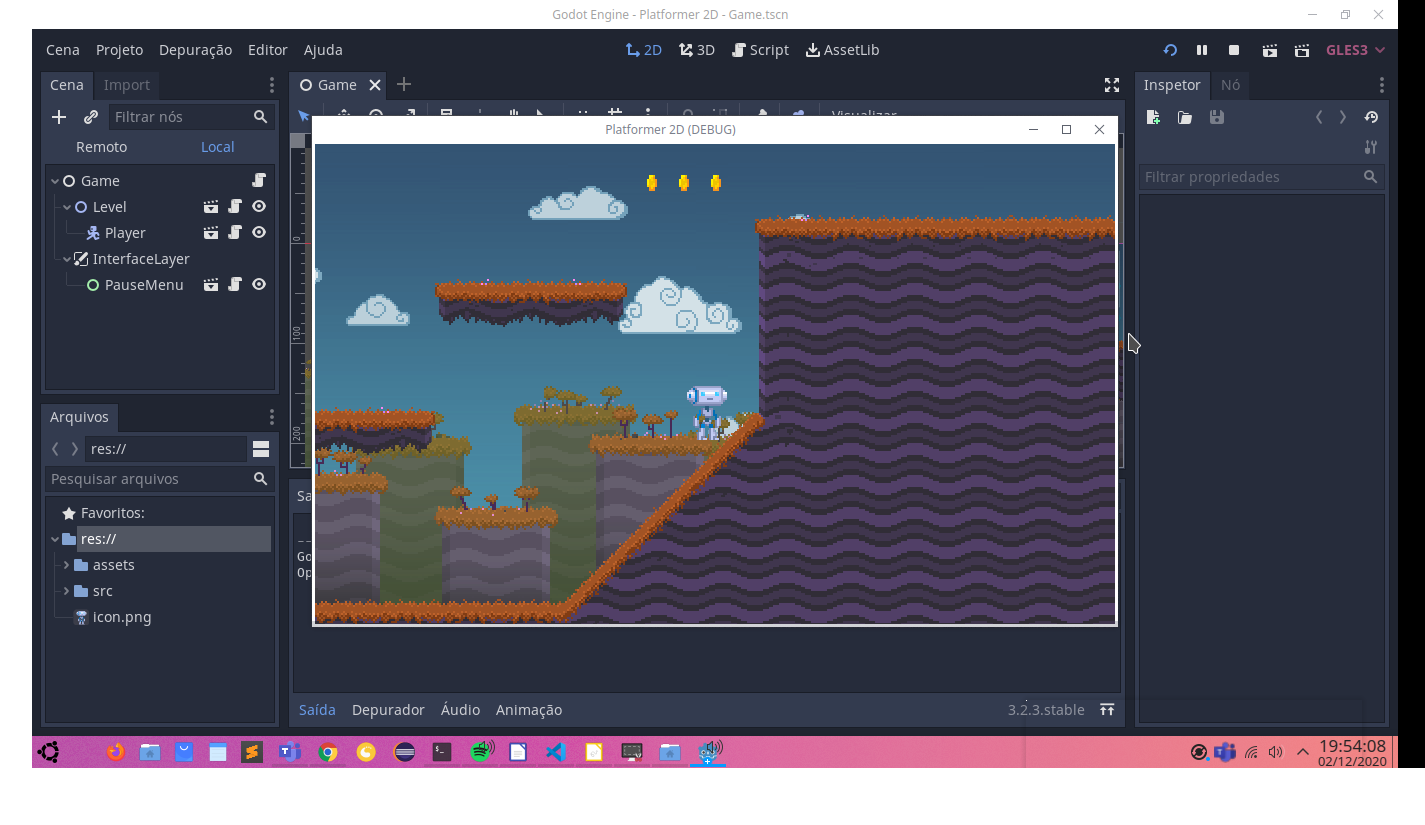 Godot Engine - Platformer 2D - Game.tscn
Cena Projeto Depuração Editor Ajuda 2D 3D Script AssetLib GLES3
Cena Import
Game
Inspetor Nó
Filtrar nós
Visualizar
Platformer 2D (DEBUG)
Remoto Local
Filtrar propriedades
Game
Level
Player
InterfaceLayer
PauseMenu
0
100
200
Arquivos
res://
Pesquisar arquivos
Favoritos:
res://
assets
src
icon.png
Sa
--
Go
Op
Saída Depurador Áudio Animação 3.2.3.stable
19:54:08
02/12/2020